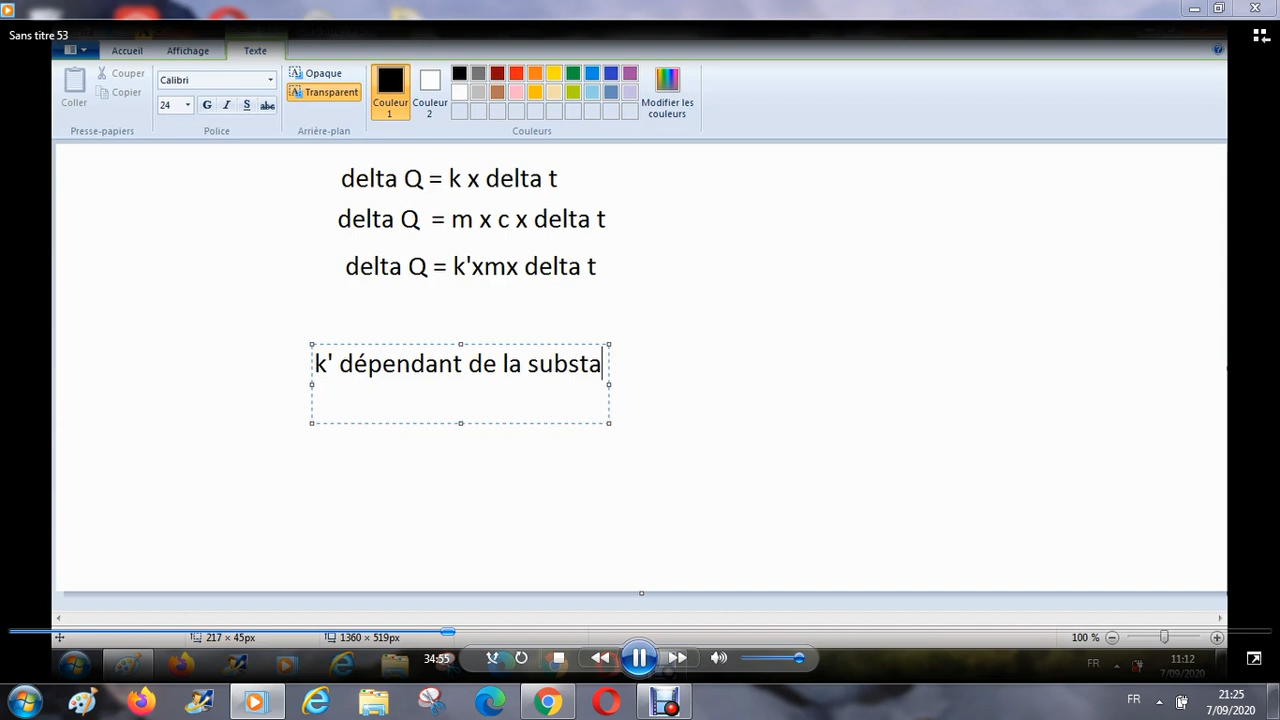 Sans titre 53
Accueil Affichage Texte
Coller
Couper
Copier
Presse-papiers
Calibri
24 G I S abc
Police
Opaque
Transparent
Arrière-plan
Couleur 1
Couleur 2
Modifier les couleurs
Couleurs
delta Q = k x delta t
delta Q = m x c x delta t
delta Q = k'xmx delta t
k' dépendant de la substa
217 × 45px
1360 × 519px
100 %
34:55
FR
11:12
7/09/2020
FR
21:25
7/09/2020